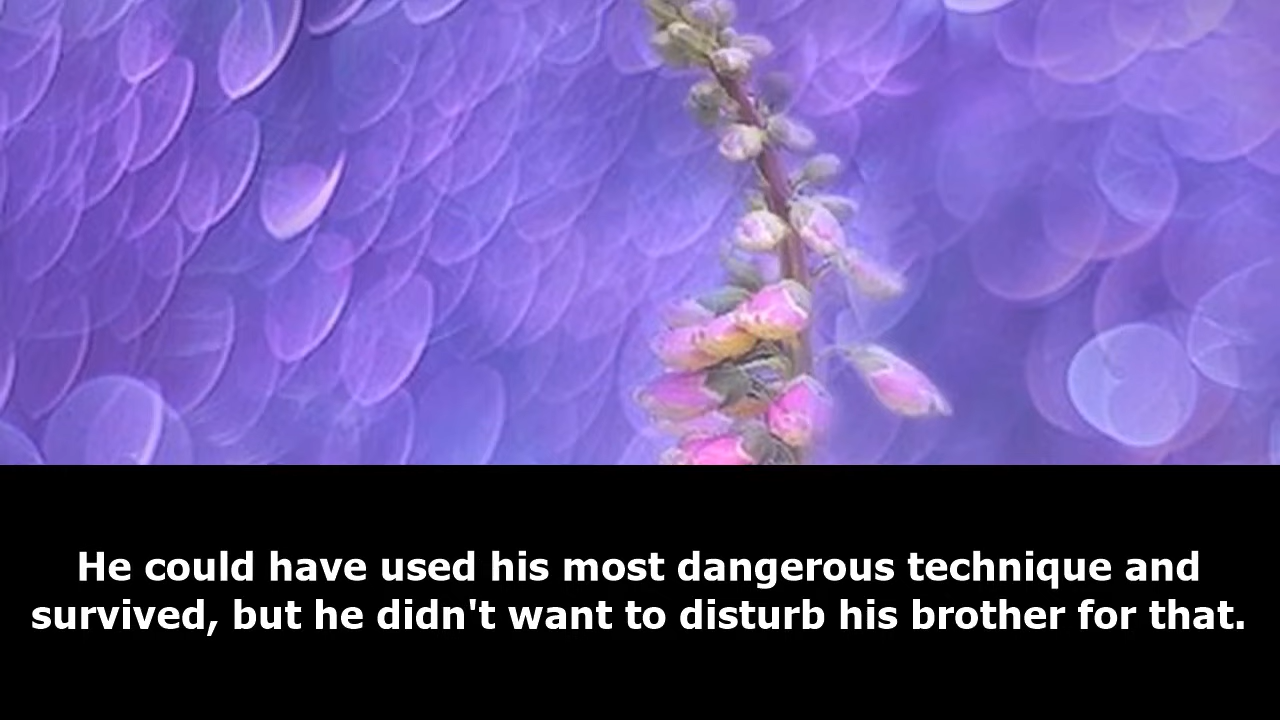 He could have used his most dangerous technique and
survived, but he didn't want to disturb his brother for that.